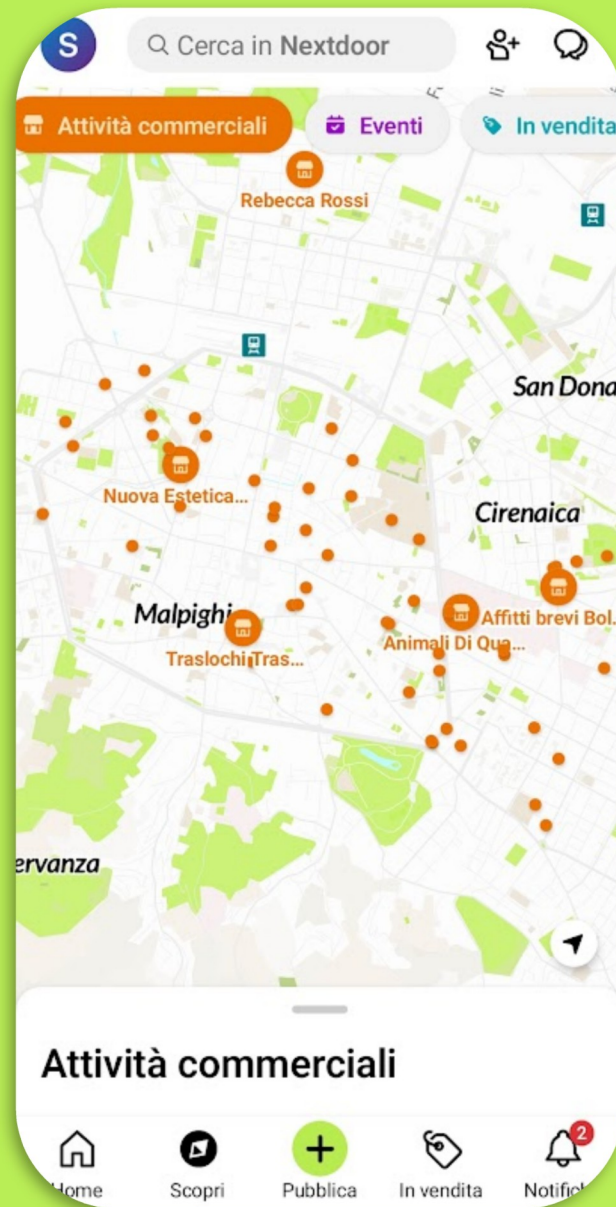 S
Cerca in Nextdoor
Attività commerciali
Eventi
In vendita
Rebecca Rossi
San Dona
Nuova Estetica...
Cirenaica
Malpighi
Affitti brevi Bol.
Animali Di Qua...
Traslochi Tras...
ervanza
Attività commerciali
2
Home
Scopri
Pubblica
In vendita
Notific